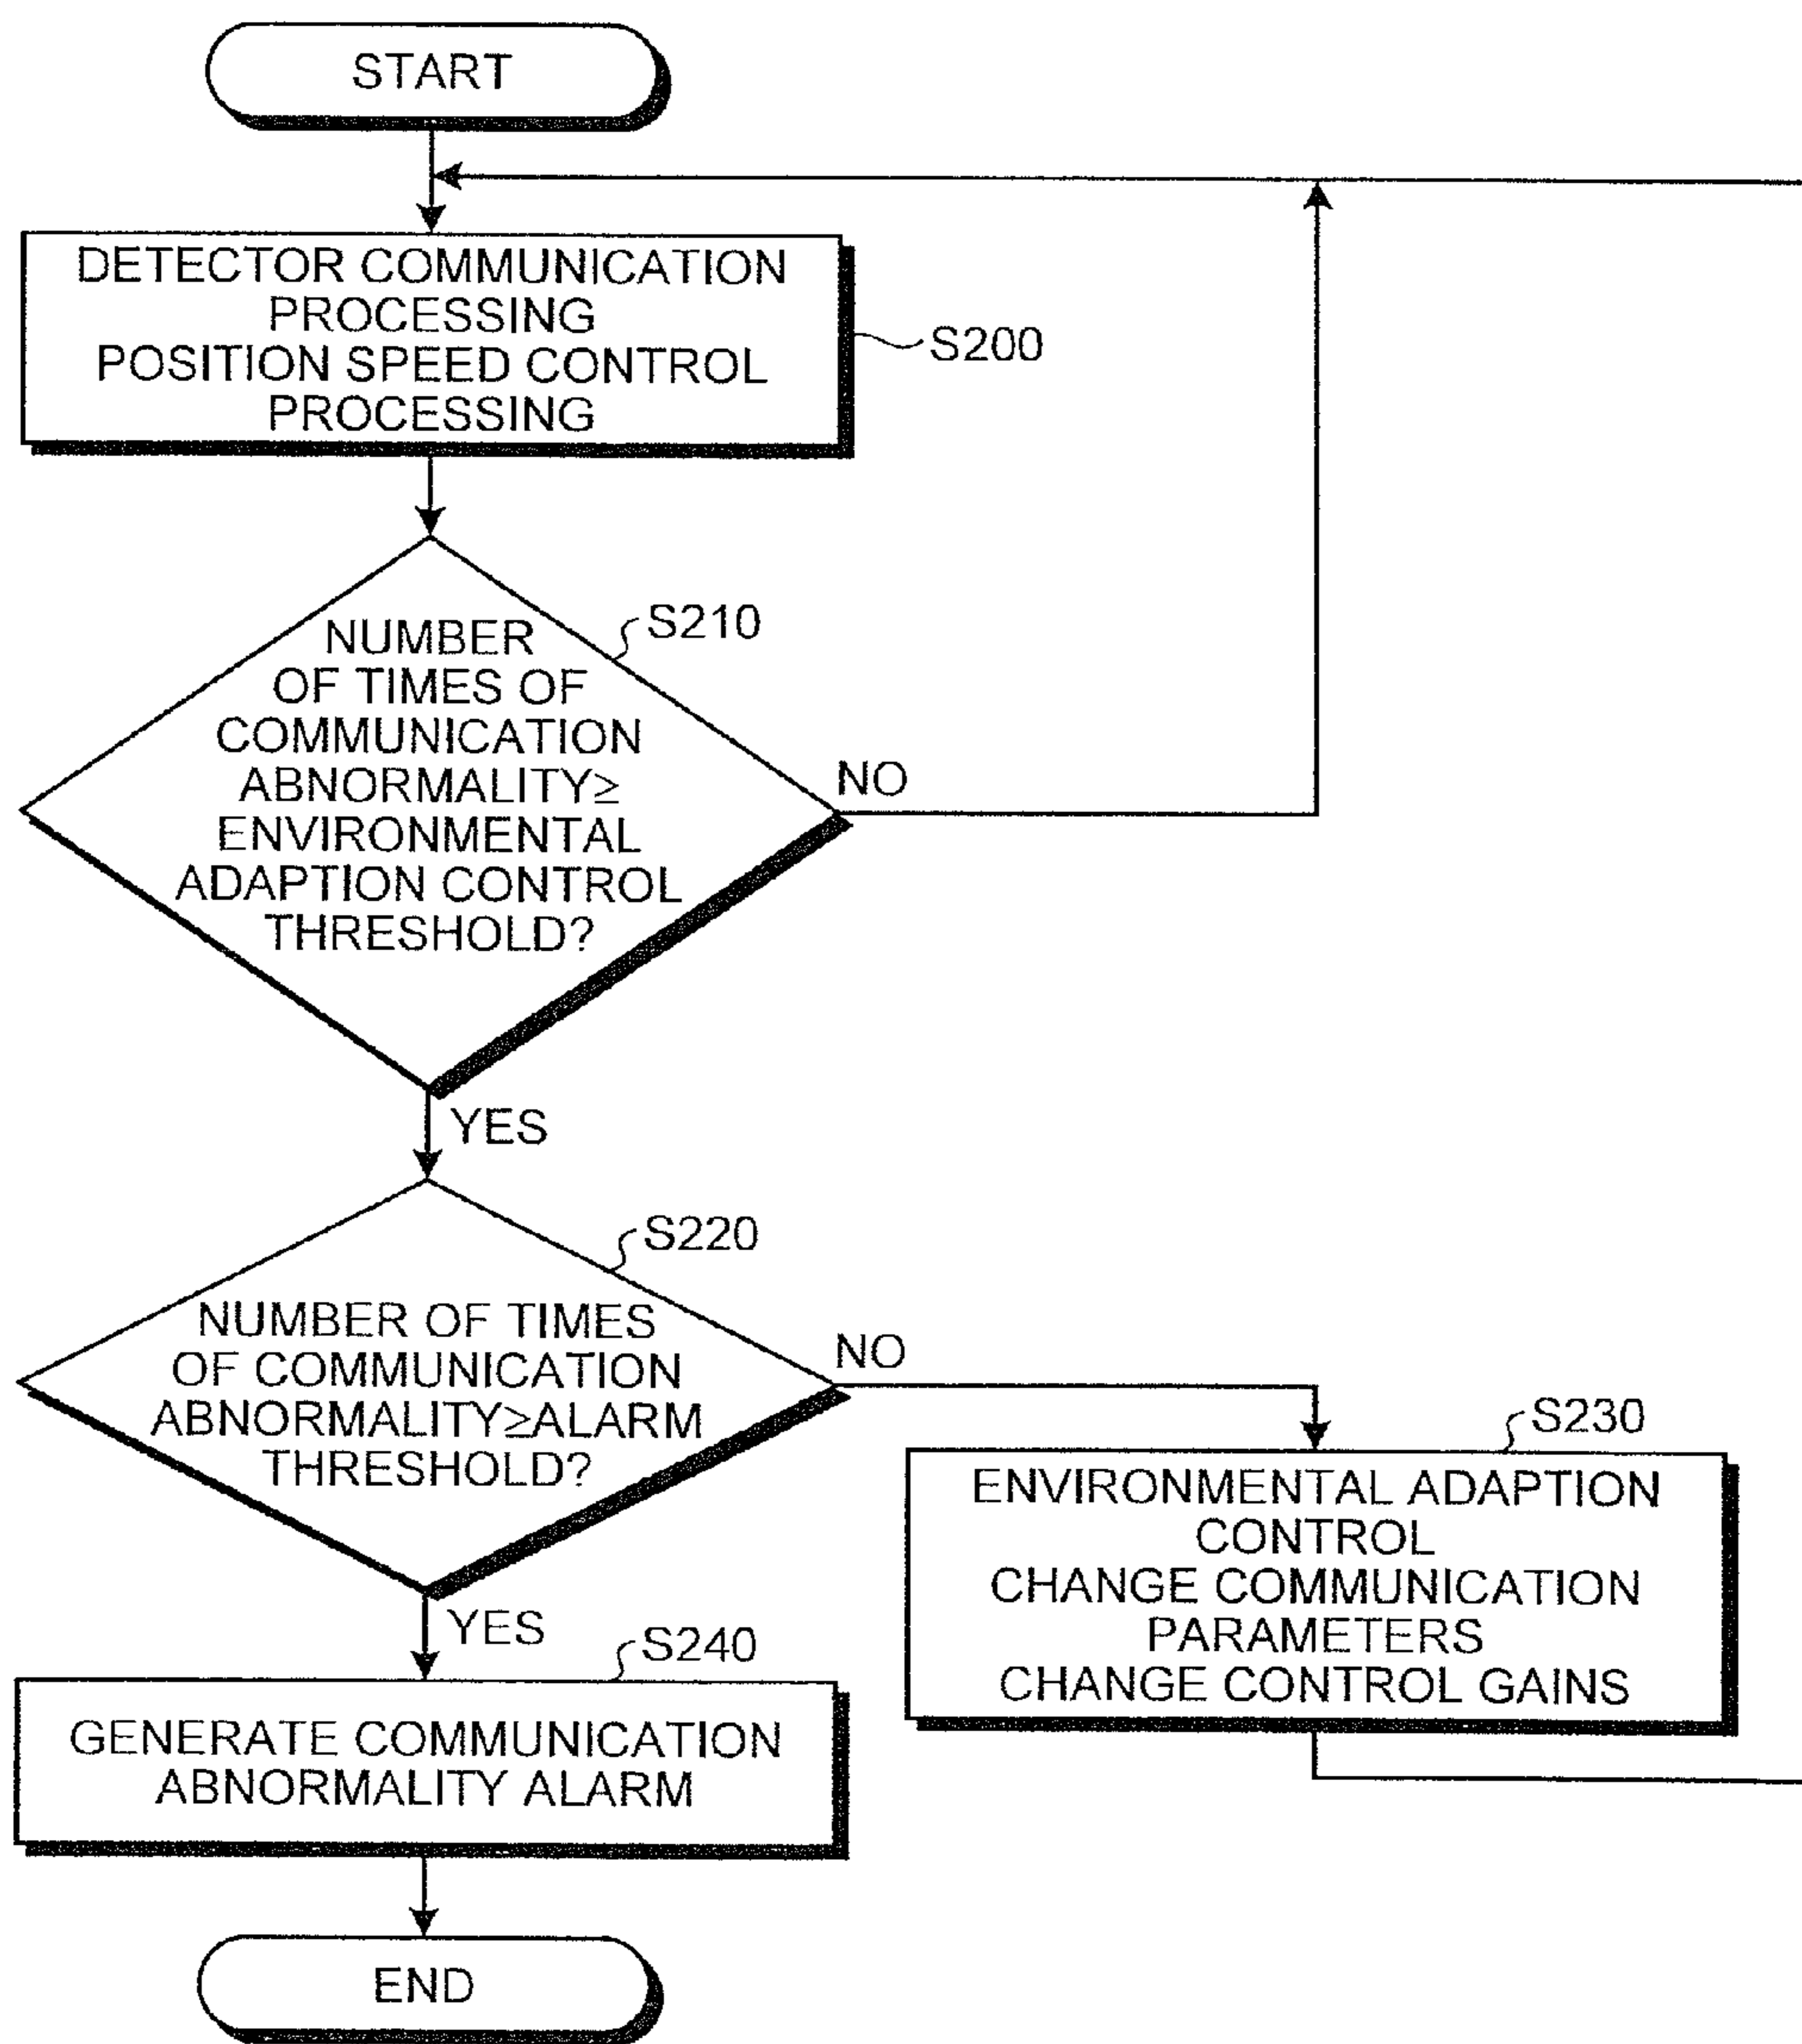 START
DETECTOR COMMUNICATION
PROCESSING
POSITION SPEED CONTROL
PROCESSING
S200
S210
NUMBER
OF TIMES OF
COMMUNICATION
ABNORMALITY≥
ENVIRONMENTAL
ADAPTION CONTROL
THRESHOLD?
NO
YES
S220
NUMBER OF TIMES
OF COMMUNICATION
ABNORMALITY≥ALARM
THRESHOLD?
NO
S230
ENVIRONMENTAL ADAPTION
CONTROL
CHANGE COMMUNICATION
PARAMETERS
CHANGE CONTROL GAINS
YES
S240
GENERATE COMMUNICATION
ABNORMALITY ALARM
END